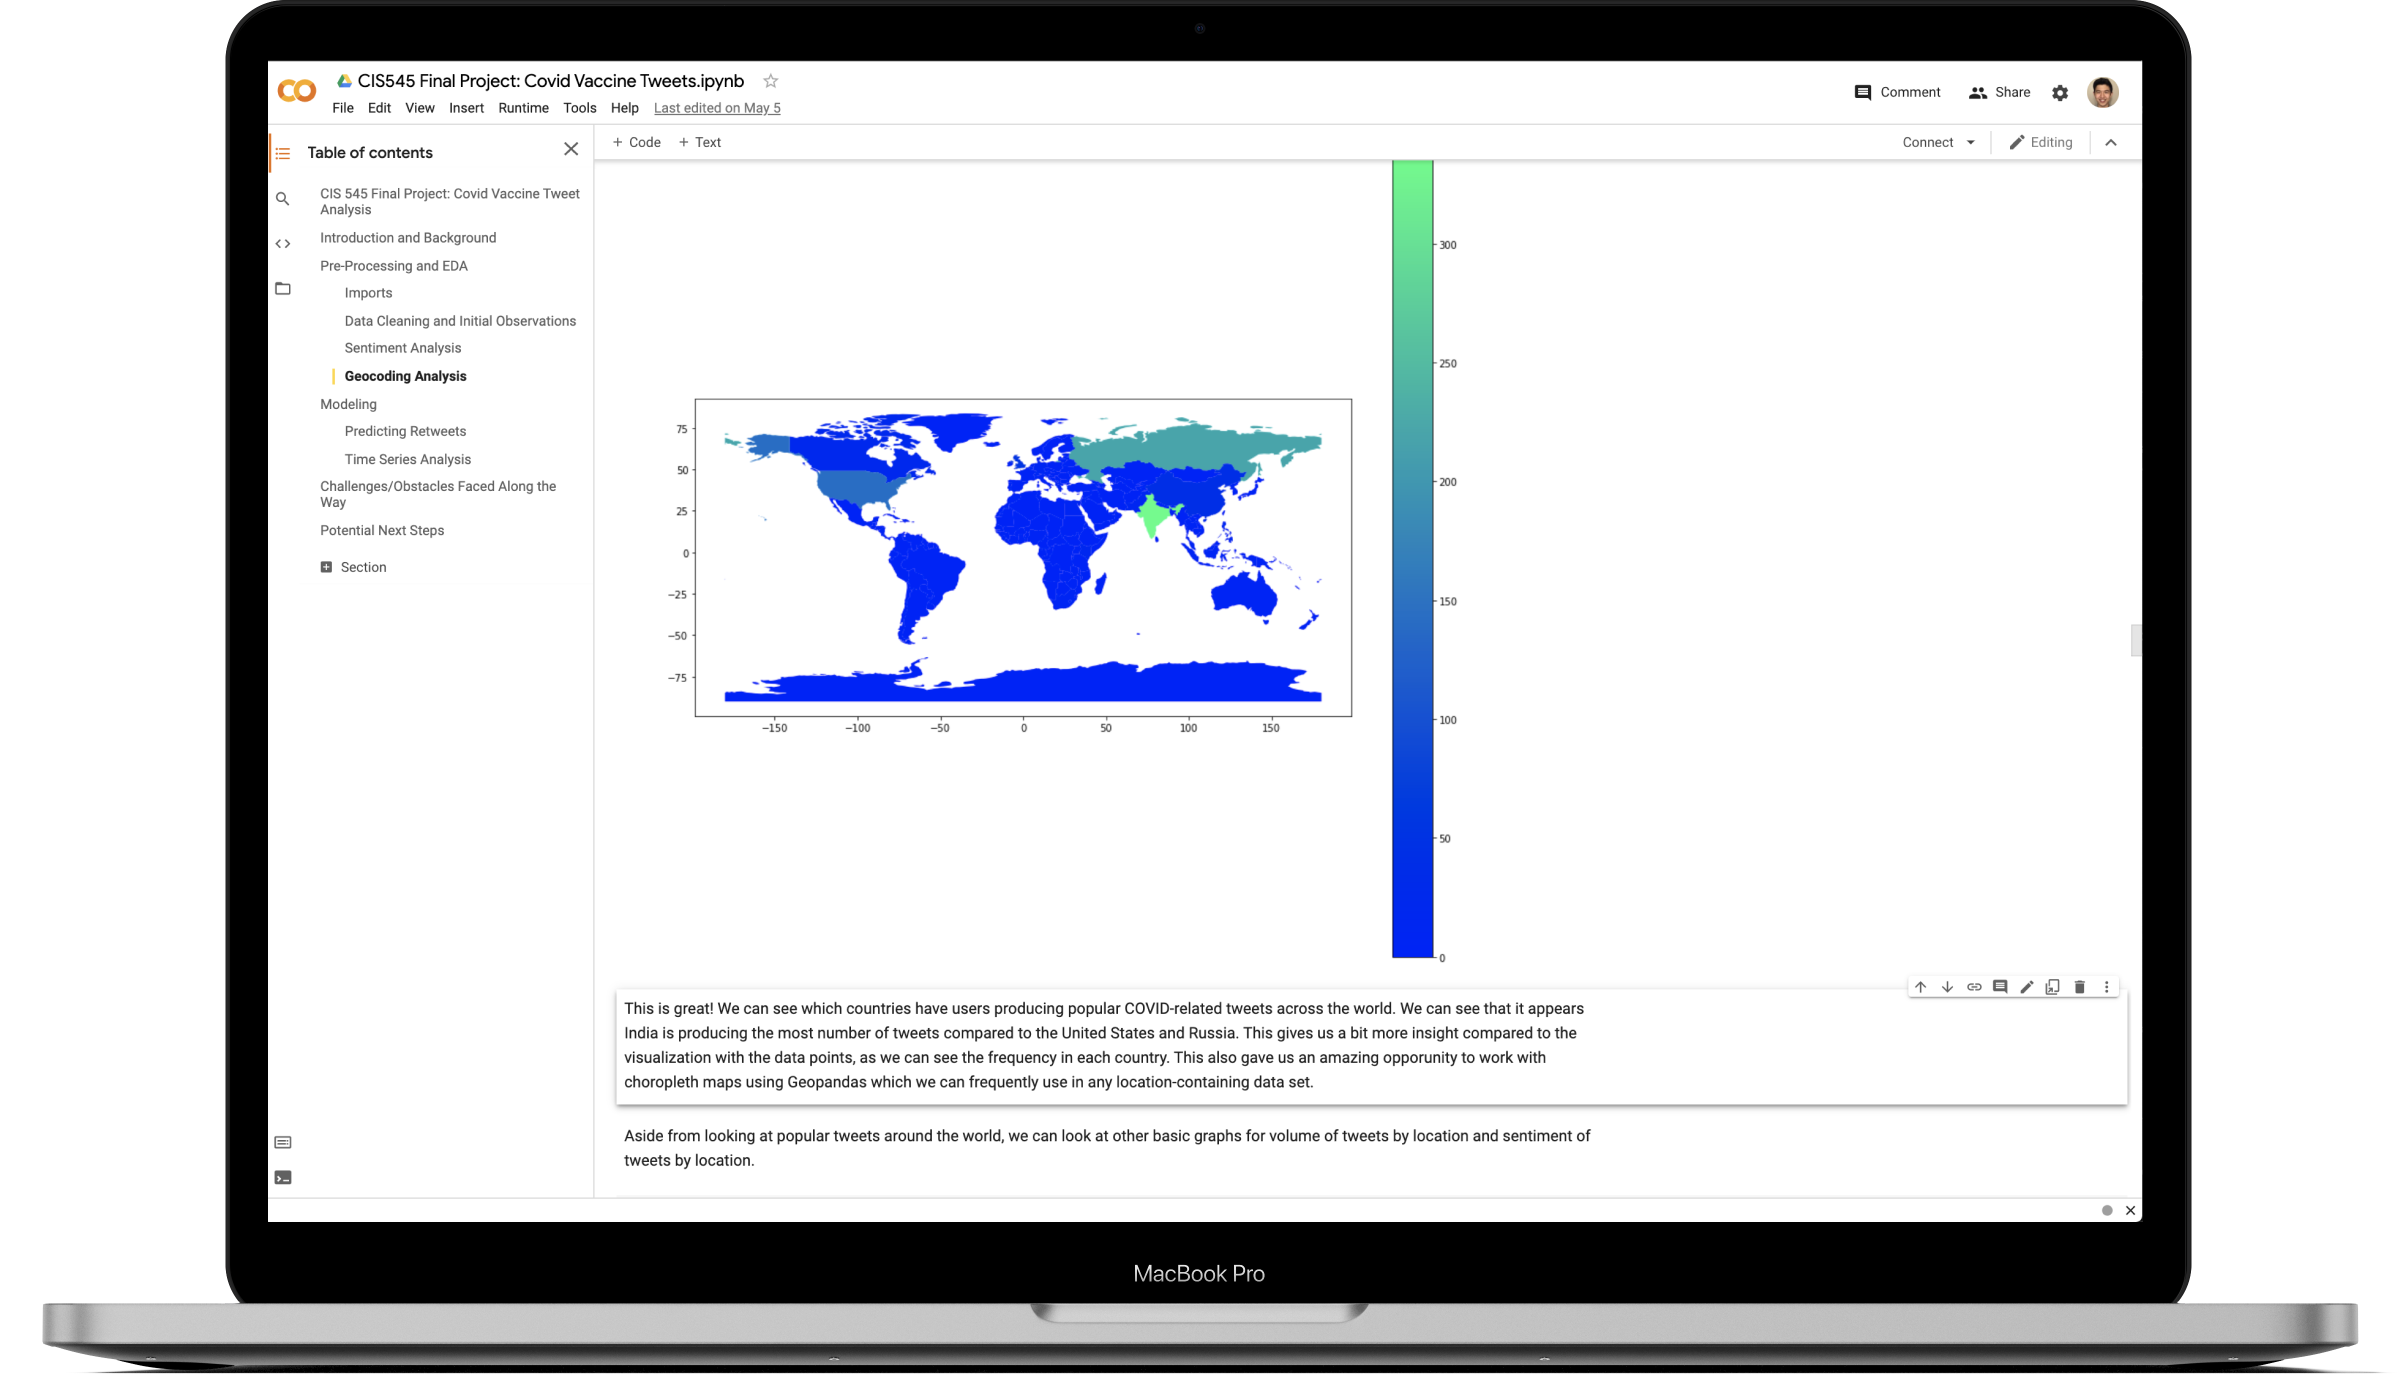 CIS545 Final Project: Covid Vaccine Tweets.ipynb
File Edit View Insert Runtime Tools Help Last edited on May 5
Comment Share
+ Code + Text
Connect Editing
Table of contents
CIS 545 Final Project: Covid Vaccine Tweet
Analysis
Introduction and Background
Pre-Processing and EDA
Imports
Data Cleaning and Initial Observations
Sentiment Analysis
Geocoding Analysis
Modeling
Predicting Retweets
Time Series Analysis
Challenges/Obstacles Faced Along the
Way
Potential Next Steps
Section
75
50
25
0
−25
−50
−75
−150 −100 −50 0 50 100 150
300
250
200
150
100
50
0
This is great! We can see which countries have users producing popular COVID-related tweets across the world. We can see that it appears
India is producing the most number of tweets compared to the United States and Russia. This gives us a bit more insight compared to the
visualization with the data points, as we can see the frequency in each country. This also gave us an amazing opporunity to work with
choropleth maps using Geopandas which we can frequently use in any location-containing data set.
Aside from looking at popular tweets around the world, we can look at other basic graphs for volume of tweets by location and sentiment of
tweets by location.
MacBook Pro